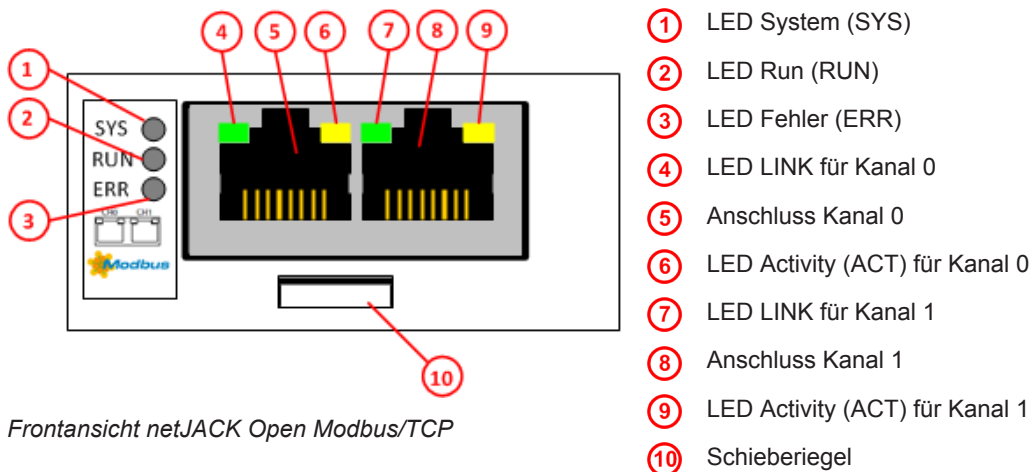 4 5 6 7 8 9
1
2
3
SYS
RUN
ERR
CH0 CH1
Modbus
10
Frontansicht netJACK Open Modbus/TCP
1 LED System (SYS)
2 LED Run (RUN)
3 LED Fehler (ERR)
4 LED LINK für Kanal 0
5 Anschluss Kanal 0
6 LED Activity (ACT) für Kanal 0
7 LED LINK für Kanal 1
8 Anschluss Kanal 1
9 LED Activity (ACT) für Kanal 1
10 Schieberiegel